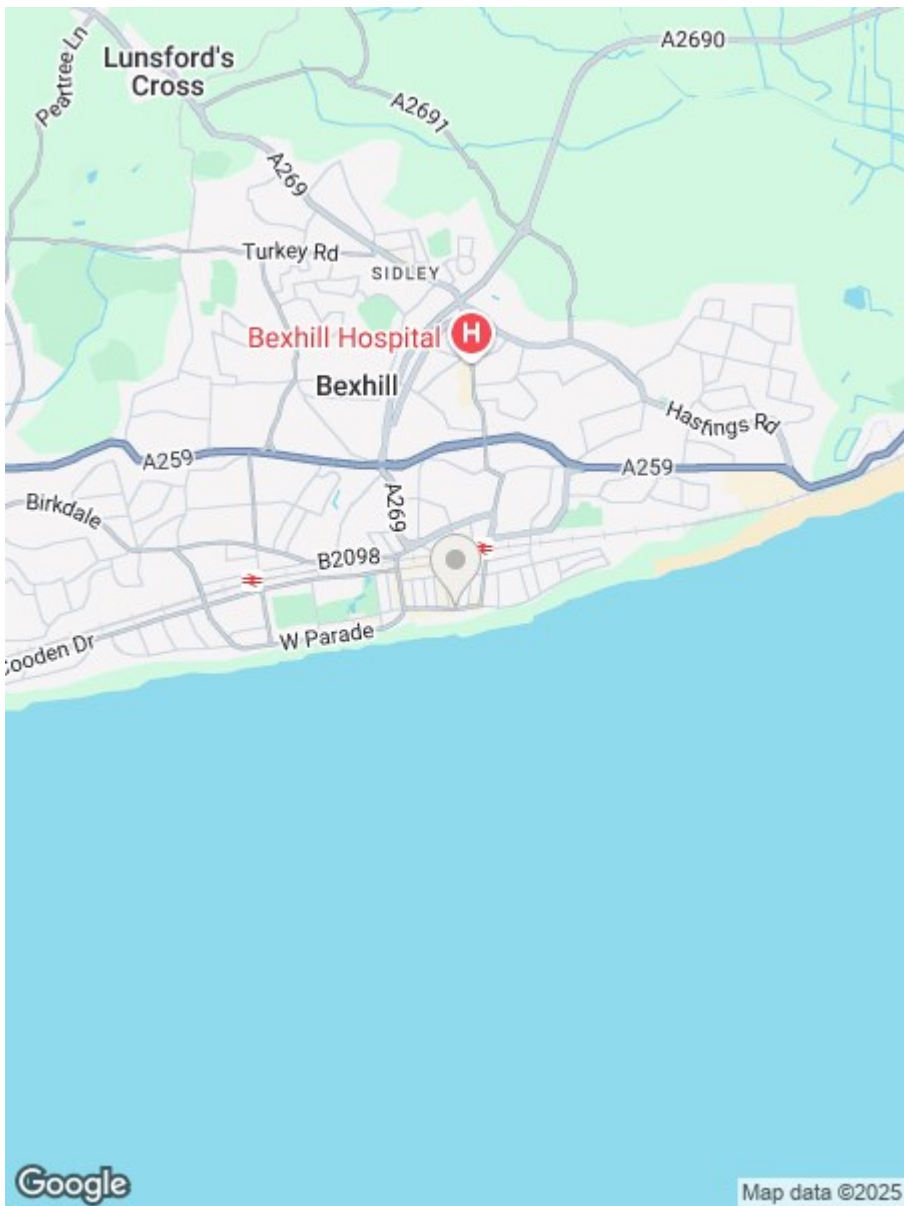 A2690
Peartree Ln
Lunsford's
Cross
A2691
A269
Turkey Rd
SIDLEY
Bexhill Hospital
H
Bexhill
Hastings Rd
A259
A259
Birkdale
A269
B2098
W Parade
Cooden Dr
Google
Map data ©2025